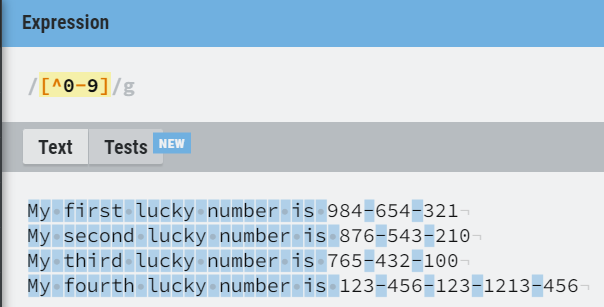 Expression
/[^0-9]/g
Text Tests NEW
My first lucky number is 984-654-321
My second lucky number is 876-543-210
My third lucky number is 765-432-100
My fourth lucky number is 123-456-123-1213-456